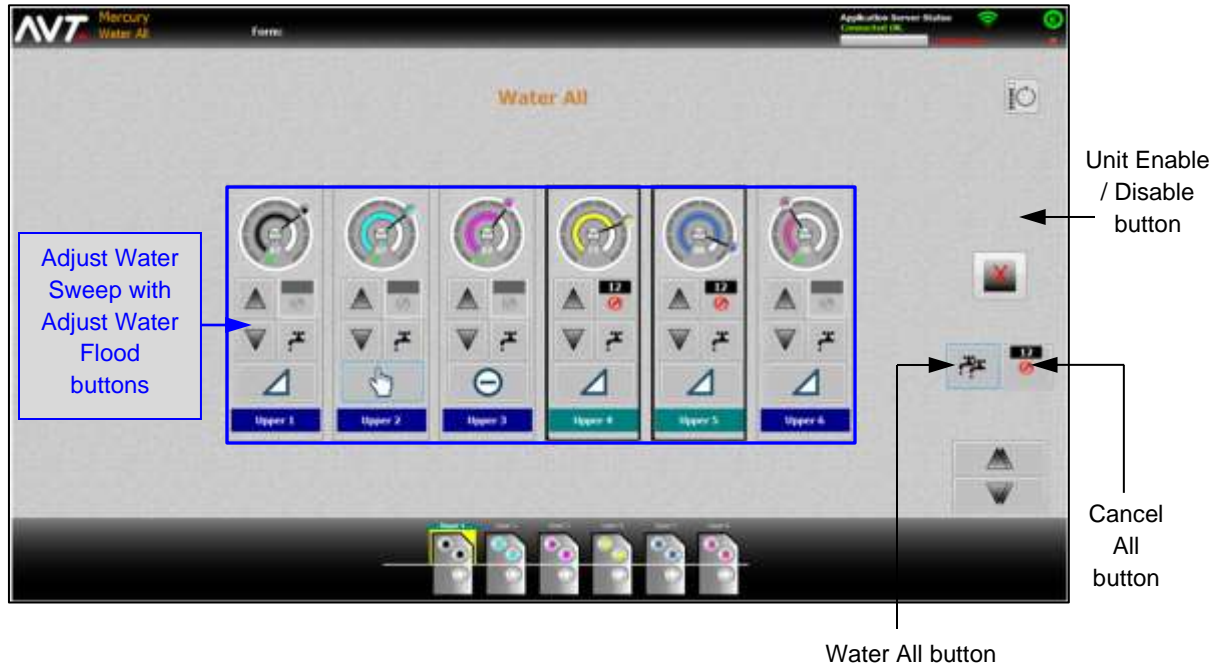 AVT
Mercury
Water All
Form:
Application Server Status
Connected OK.
Water All
Unit Enable
/ Disable
button
Adjust Water
Sweep with
Adjust Water
Flood
buttons
12
12
12
Upper 1
Upper 2
Upper 3
Upper 4
Upper 5
Upper 6
Cancel
All
button
Water All button